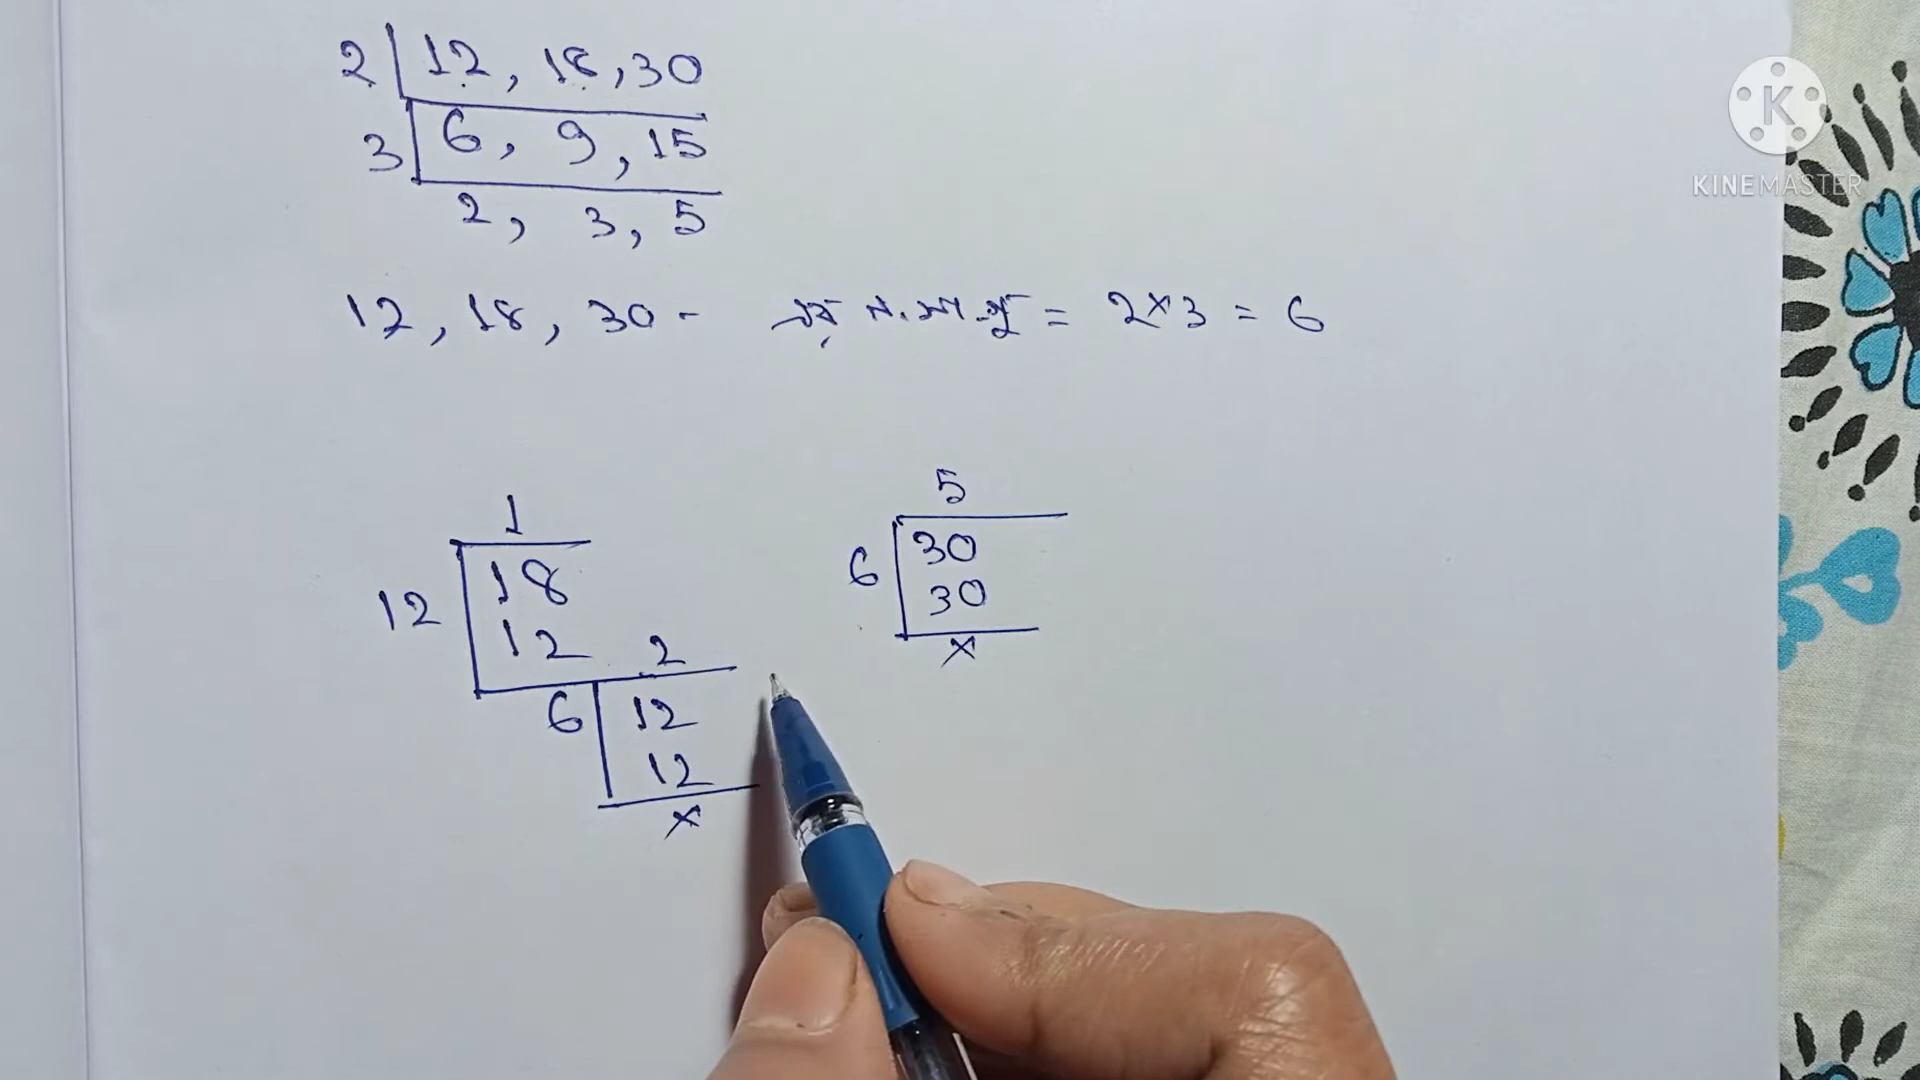 2 12, 18, 30
3 6, 9, 15
2, 3, 5
12, 18, 30 - = 2×3 = 6
1
12 18
12 2
6 12
12
×
5
6 30
30
×
K
KINEMASTER